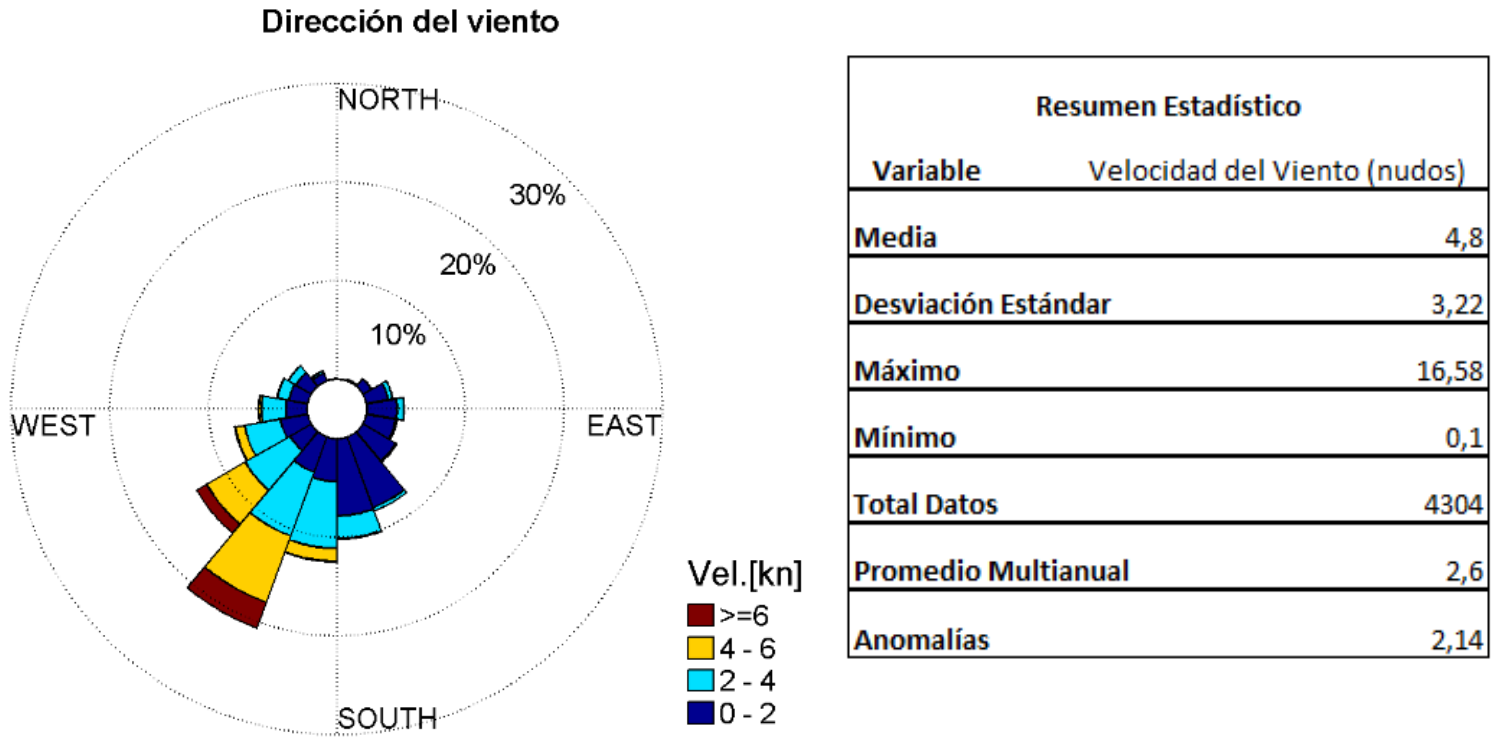 Dirección del viento
NORTH
30%
20%
10%
WEST
EAST
SOUTH
Vel.[kn]
>=6
4 - 6
2 - 4
0 - 2
Resumen Estadístico
Variable Velocidad del Viento (nudos)
Media 4,8
Desviación Estándar 3,22
Máximo 16,58
Mínimo 0,1
Total Datos 4304
Promedio Multianual 2,6
Anomalías 2,14